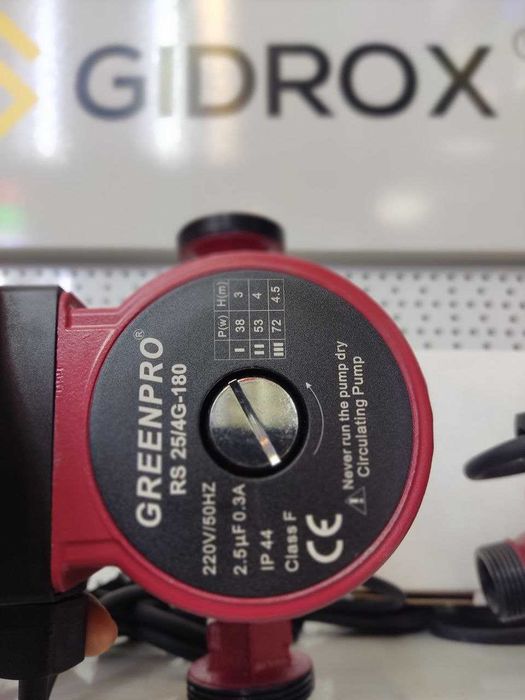 GIDROX
GREENPRO®
RS 25/4G-180
P(w) H(m)
I 38 3
II 53 4
III 72 4.5
220V/50HZ
2.5µF 0.3A
IP 44
Class F
CE
Never run the pump dry
Circulating Pump